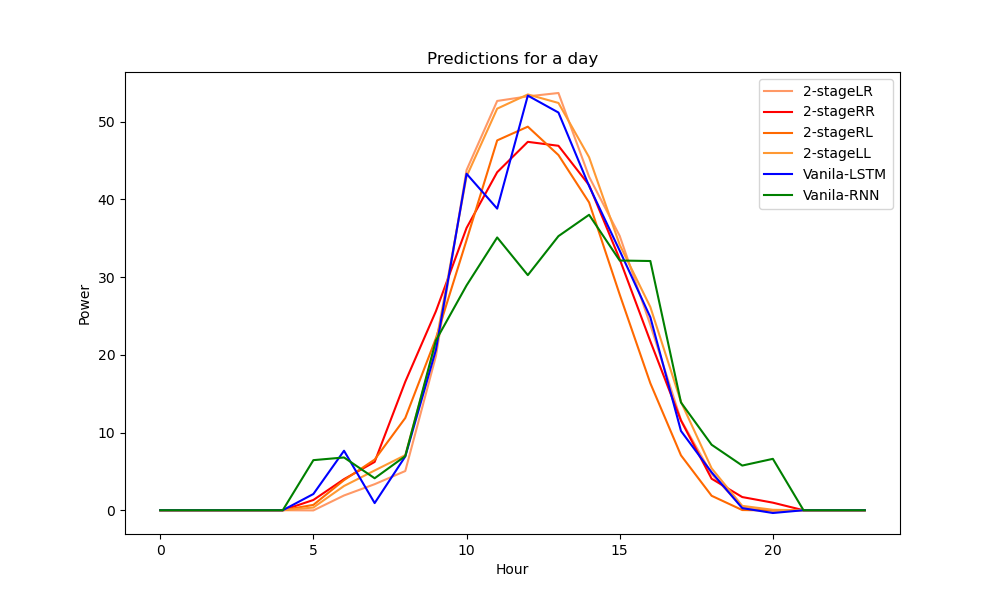 Predictions for a day
2-stageLR
2-stageRR
2-stageRL
2-stageLL
Vanila-LSTM
Vanila-RNN
Power
50
40
30
20
10
0
0 5 10 15 20
Hour